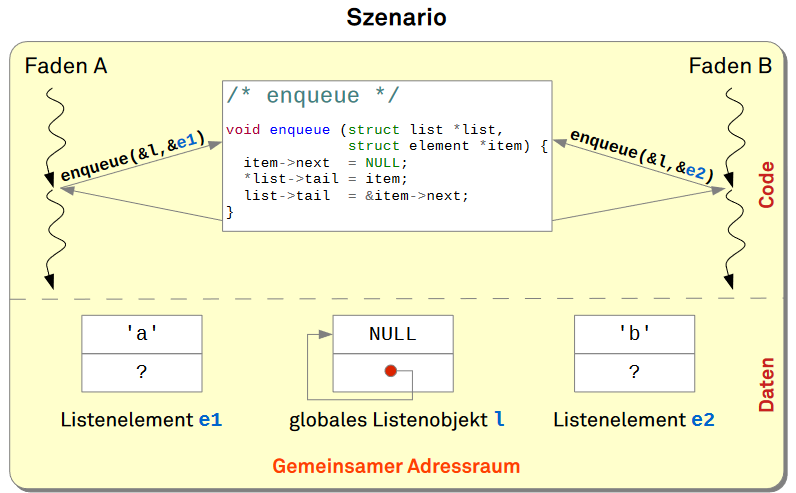 Szenario
Faden A
Faden B
enqueue(&l,&e1)
/* enqueue */
void enqueue (struct list *list,
struct element *item) {
item->next = NULL;
*list->tail = item;
list->tail = &item->next;
}
enqueue(&l,&e2)
Code
'a'
?
Listenelement e1
NULL
globales Listenobjekt l
'b'
?
Listenelement e2
Daten
Gemeinsamer Adressraum